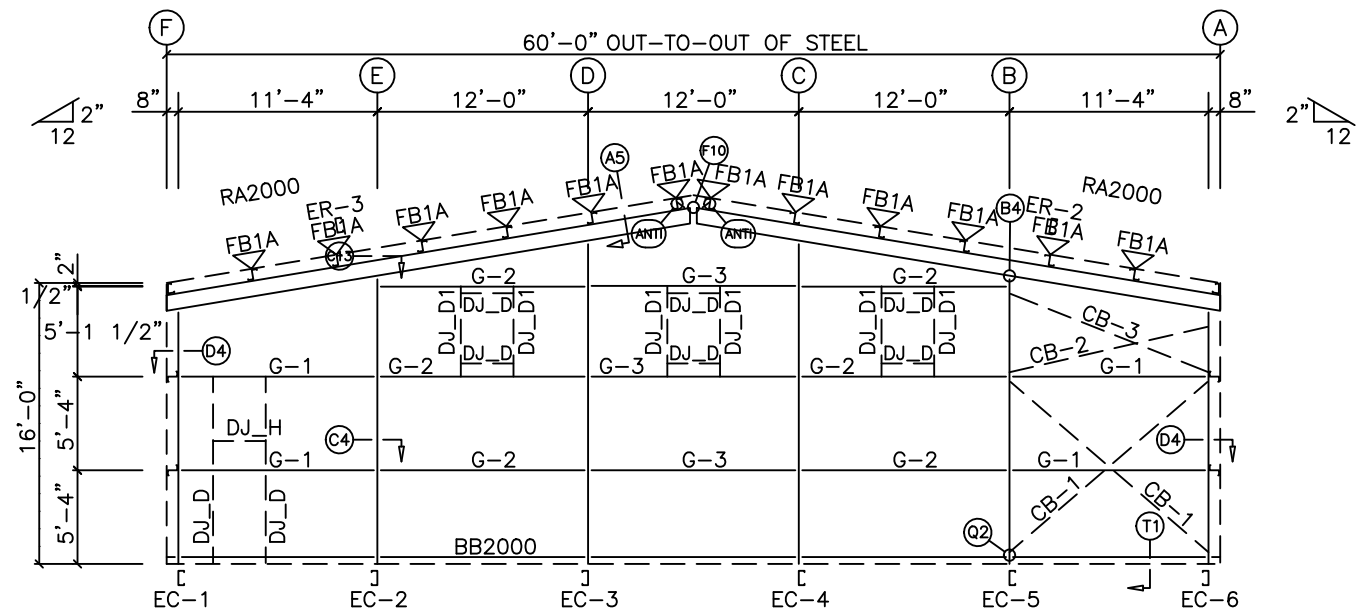 F
A
60'-0" OUT-TO-OUT OF STEEL
E
D
C
B
8"
11'-4"
12'-0"
12'-0"
12'-0"
11'-4"
8"
2"
12
2"
12
RA2000
ER-3
A5
F10
RA2000
ER-2
B4
FB1A
FB1A
FB1A
FB1A
FB1A
FB1A
FB1A
FB1A
FB1A
FB1A
FB1A
FB1A
ANTI
ANTI
2"
1/2"
5'-1 1/2"
5'-4"
5'-4"
16'-0"
G-2
G-3
G-2
DJ_D1
DJ_D
DJ_D1
DJ_D
DJ_D1
DJ_D
DJ_D1
DJ_D
DJ_D1
DJ_D
DJ_D1
DJ_D
CB-3
CB-2
D4
G-1
G-2
G-3
G-2
G-1
DJ_H
C4
D4
G-1
G-2
G-3
G-2
G-1
DJ_D
DJ_D
CB-1
CB-1
T1
Q2
BB2000
EC-1
EC-2
EC-3
EC-4
EC-5
EC-6